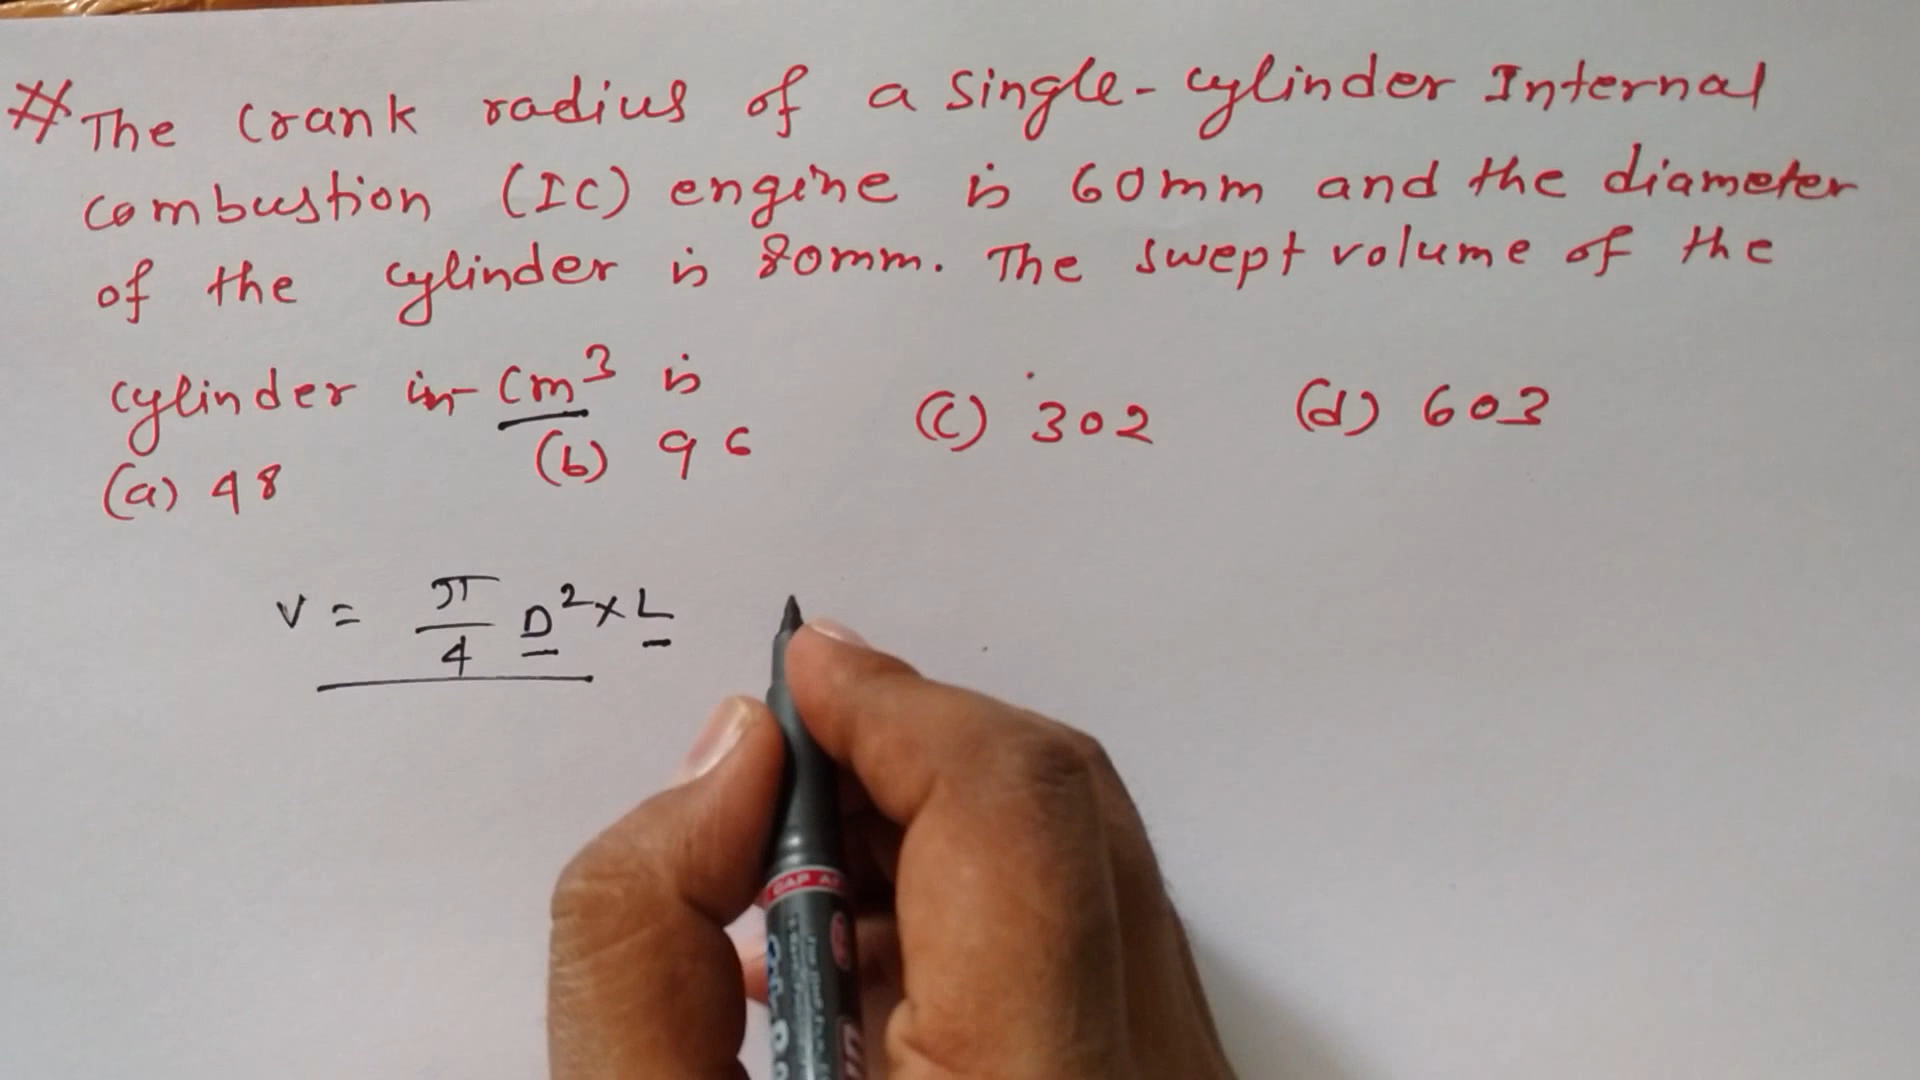 # The Crank radius of a single-cylinder Internal
combustion (IC) engine is 60mm and the diameter
of the cylinder is 80mm. The swept volume of the
cylinder in cm³ is
(a) 48 (b) 96 (c) 302 (d) 603
V = π/4 D² × L
CAP